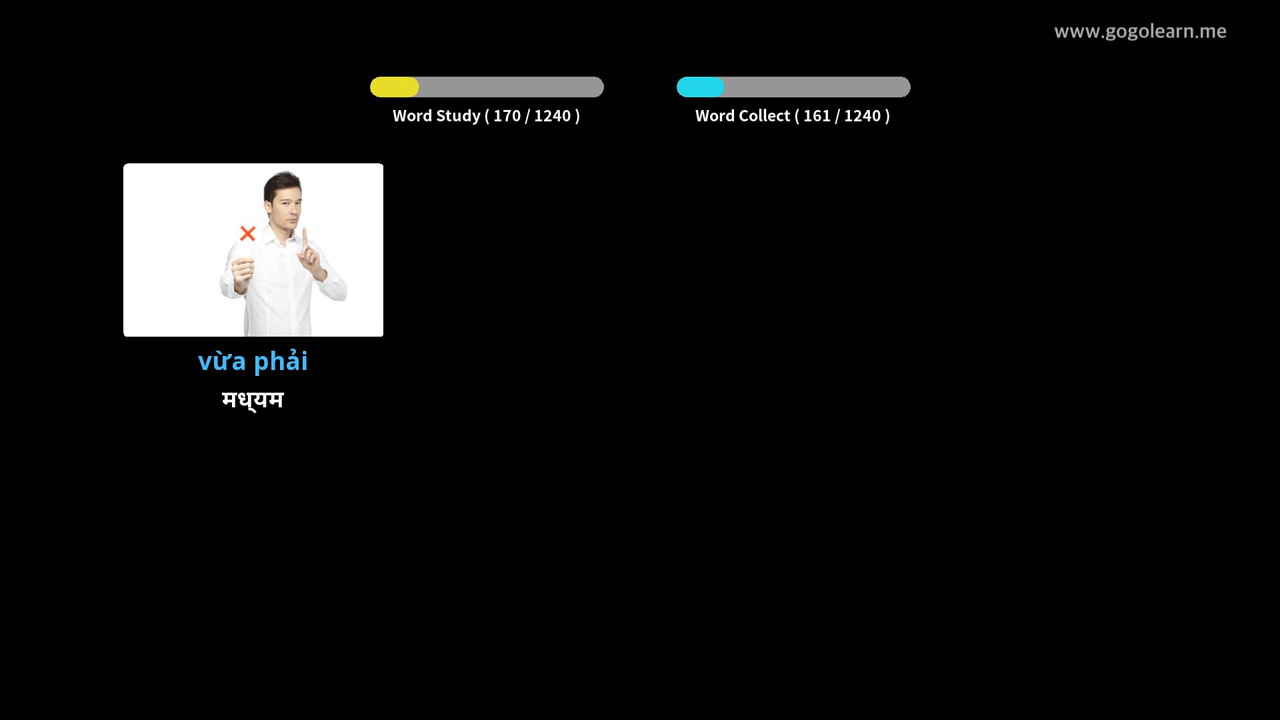 www.gogolearn.me
Word Study ( 170 / 1240 )
Word Collect ( 161 / 1240 )
vừa phải
मध्यम